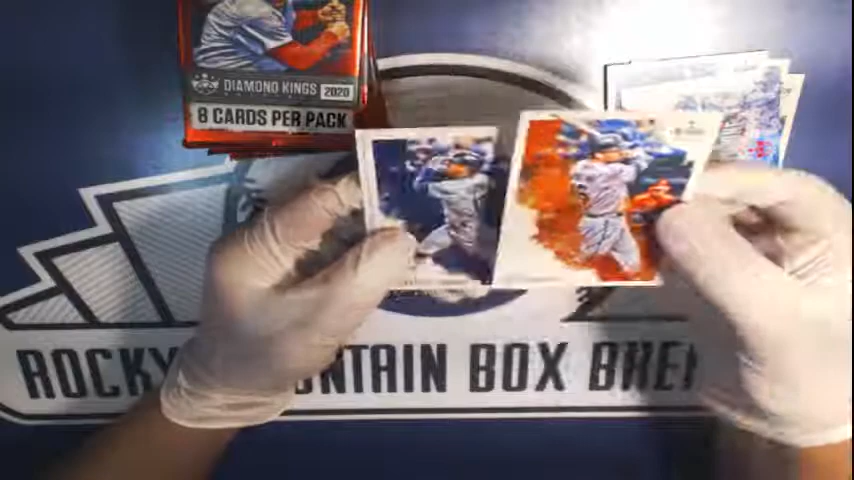 DIAMOND KINGS 2020
8 CARDS PER PACK
ROCKY NTAIN BOX BRE